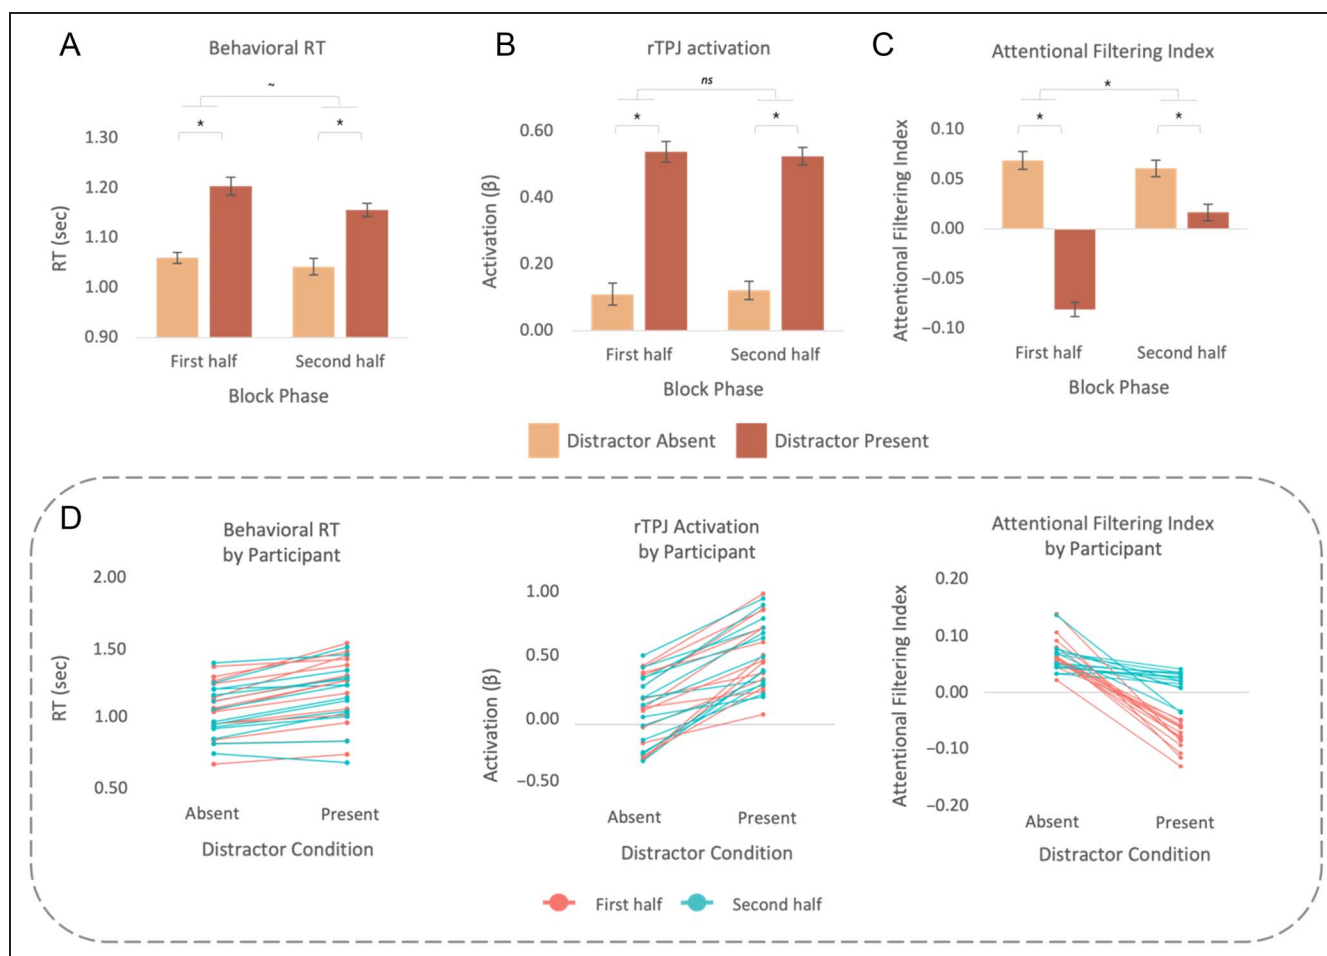 A
Behavioral RT
~
*
*
1.30
1.20
1.10
1.00
0.90
RT (sec)
First half
Second half
Block Phase
B
rTPJ activation
ns
*
*
0.60
0.40
0.20
0.00
Activation (β)
First half
Second half
Block Phase
C
Attentional Filtering Index
*
*
*
0.10
0.05
0.00
−0.05
−0.10
Attentional Filtering Index
First half
Second half
Block Phase
Distractor Absent
Distractor Present
D
Behavioral RT
by Participant
2.00
1.50
1.00
0.50
RT (sec)
Absent
Present
Distractor Condition
rTPJ Activation
by Participant
1.00
0.50
0.00
−0.50
Activation (β)
Absent
Present
Distractor Condition
Attentional Filtering Index
by Participant
0.20
0.10
0.00
−0.10
−0.20
Attentional Filtering Index
Absent
Present
Distractor Condition
First half
Second half